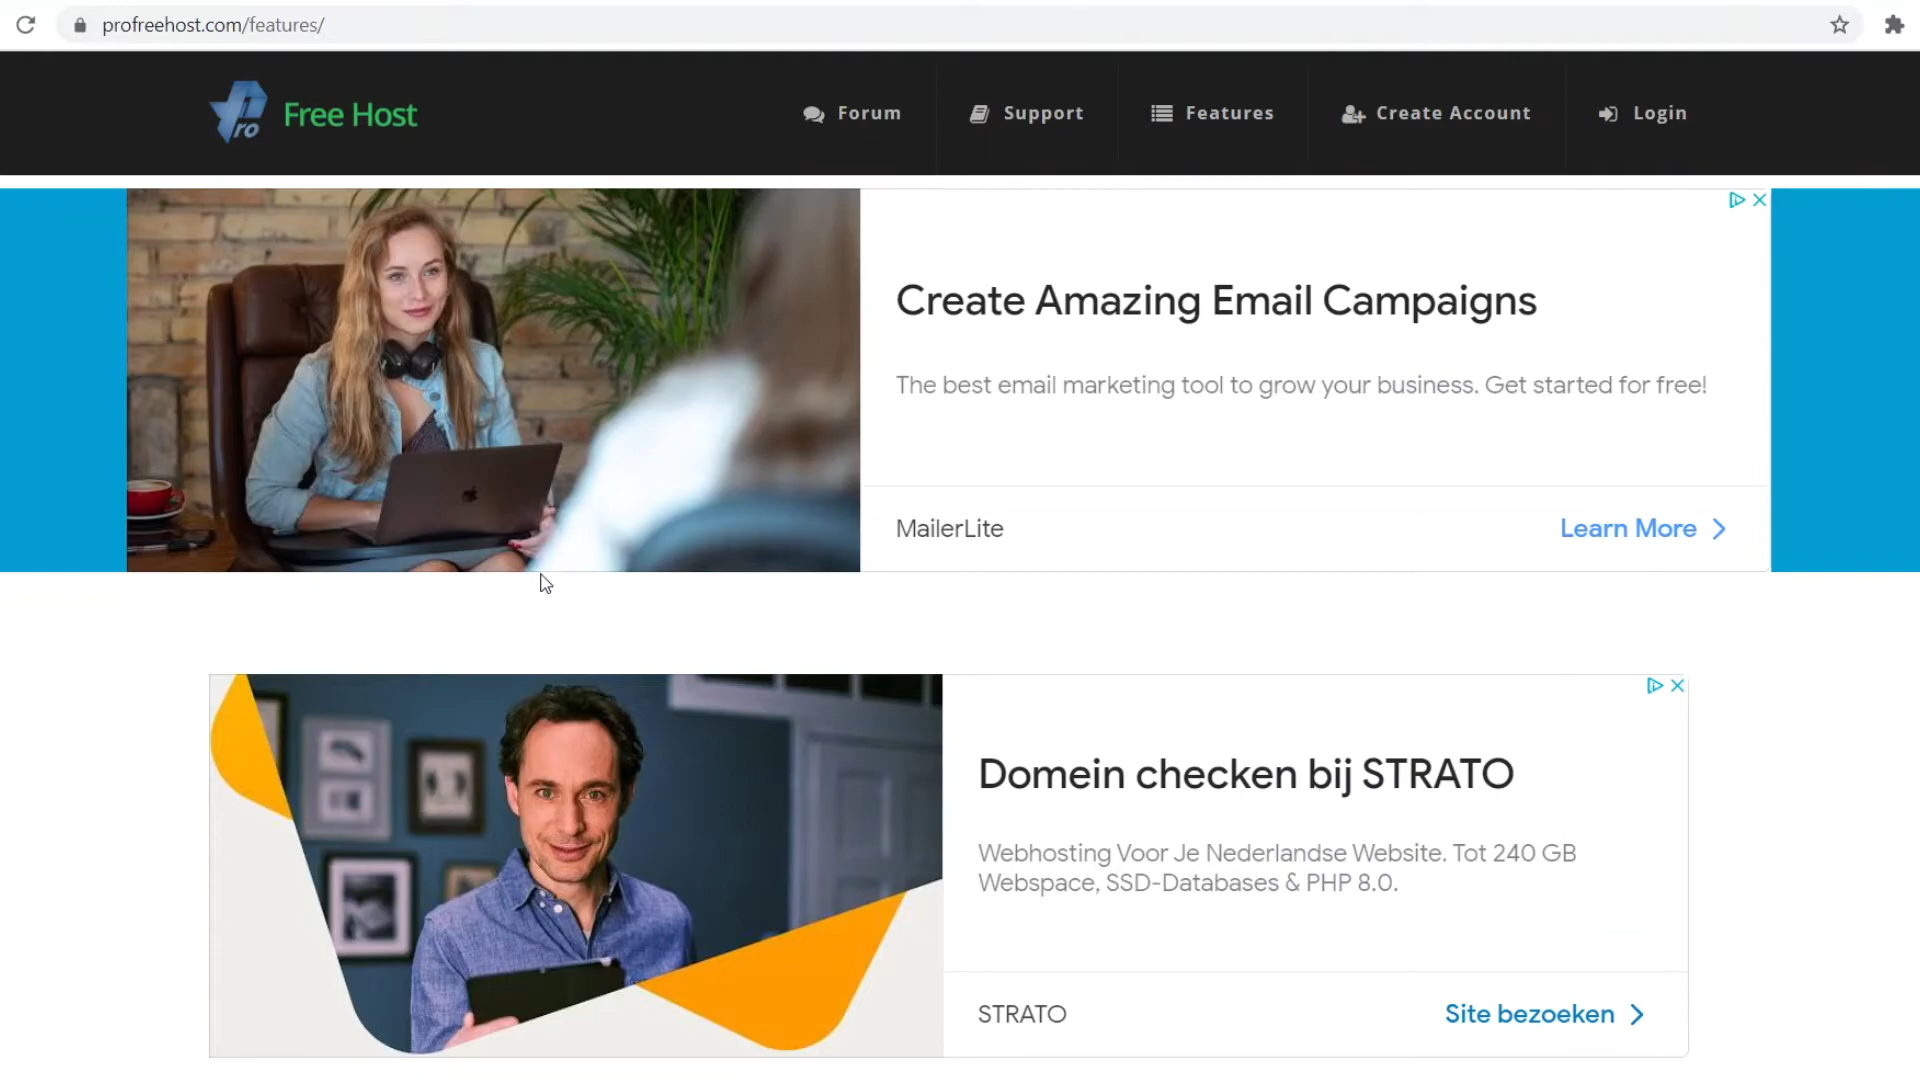 profreehost.com/features/
Pro Free Host
Forum
Support
Features
Create Account
Login
Create Amazing Email Campaigns
The best email marketing tool to grow your business. Get started for free!
MailerLite
Learn More
Domein checken bij STRATO
Webhosting Voor Je Nederlandse Website. Tot 240 GB
Webspace, SSD-Databases & PHP 8.0.
STRATO
Site bezoeken